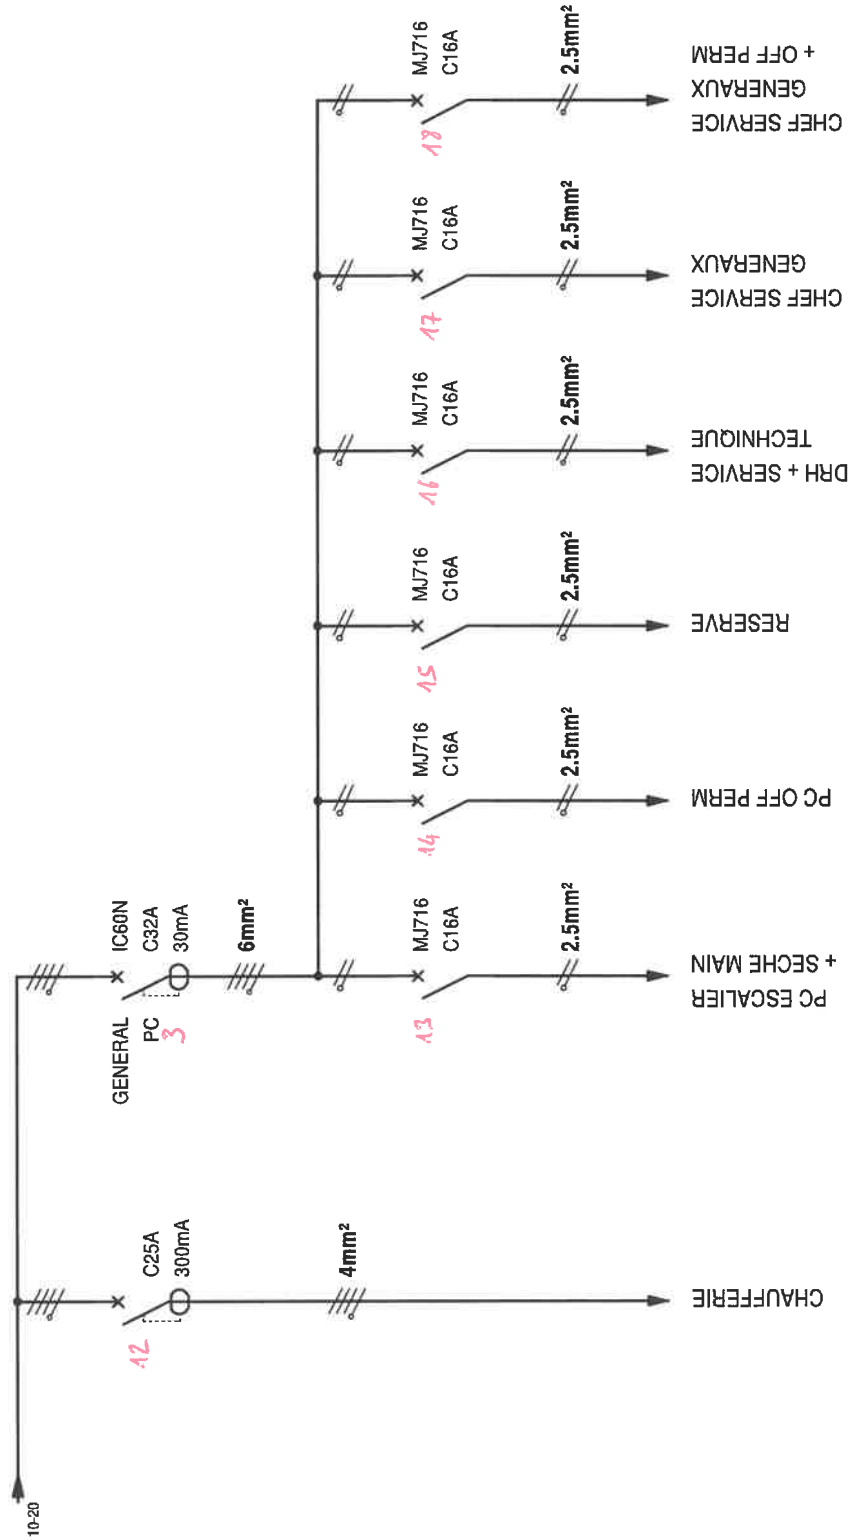 10-20
12
C25A
300mA
4mm²
CHAUFFERIE
GENERAL
PC
3
IC60N
C32A
30mA
6mm²
13
MJ716
C16A
2.5mm²
PC ESCALIER
+ SECHE MAIN
14
MJ716
C16A
2.5mm²
PC OFF PERM
15
MJ716
C16A
2.5mm²
RESERVE
16
MJ716
C16A
2.5mm²
DRH + SERVICE
TECHNIQUE
17
MJ716
C16A
2.5mm²
CHEF SERVICE
GENERAUX
18
MJ716
C16A
2.5mm²
CHEF SERVICE
GENERAUX
+ OFF PERM